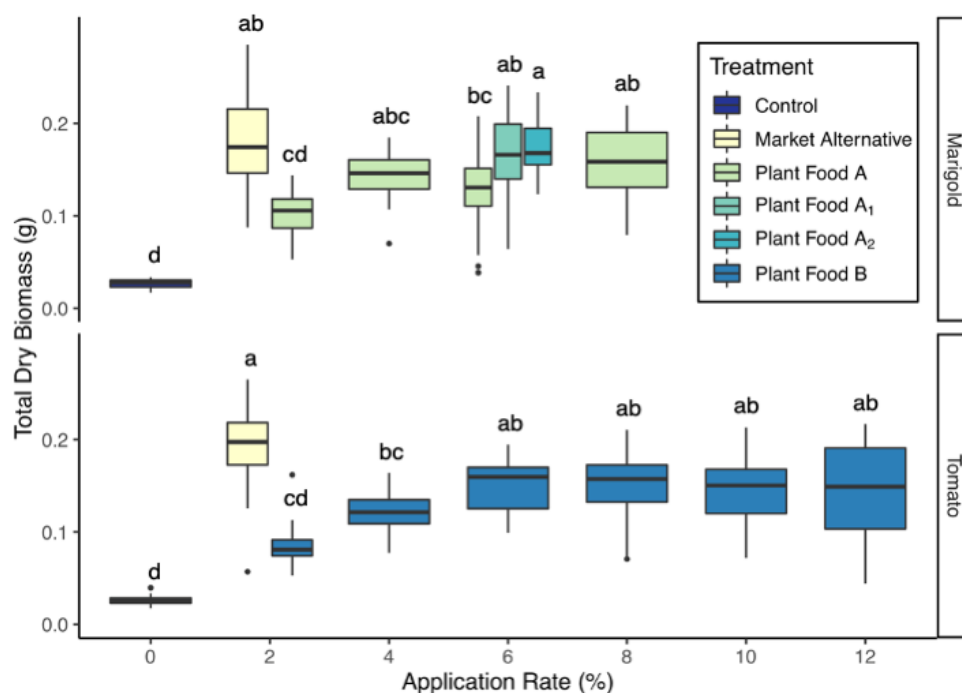 ab
cd
abc
bc
ab
a
ab
d
Treatment
Control
Market Alternative
Plant Food A
Plant Food A₁
Plant Food A₂
Plant Food B
Marigold
0.2
0.1
0.0
Total Dry Biomass (g)
a
cd
bc
ab
ab
ab
ab
d
Tomato
0.2
0.1
0.0
0 2 4 6 8 10 12
Application Rate (%)